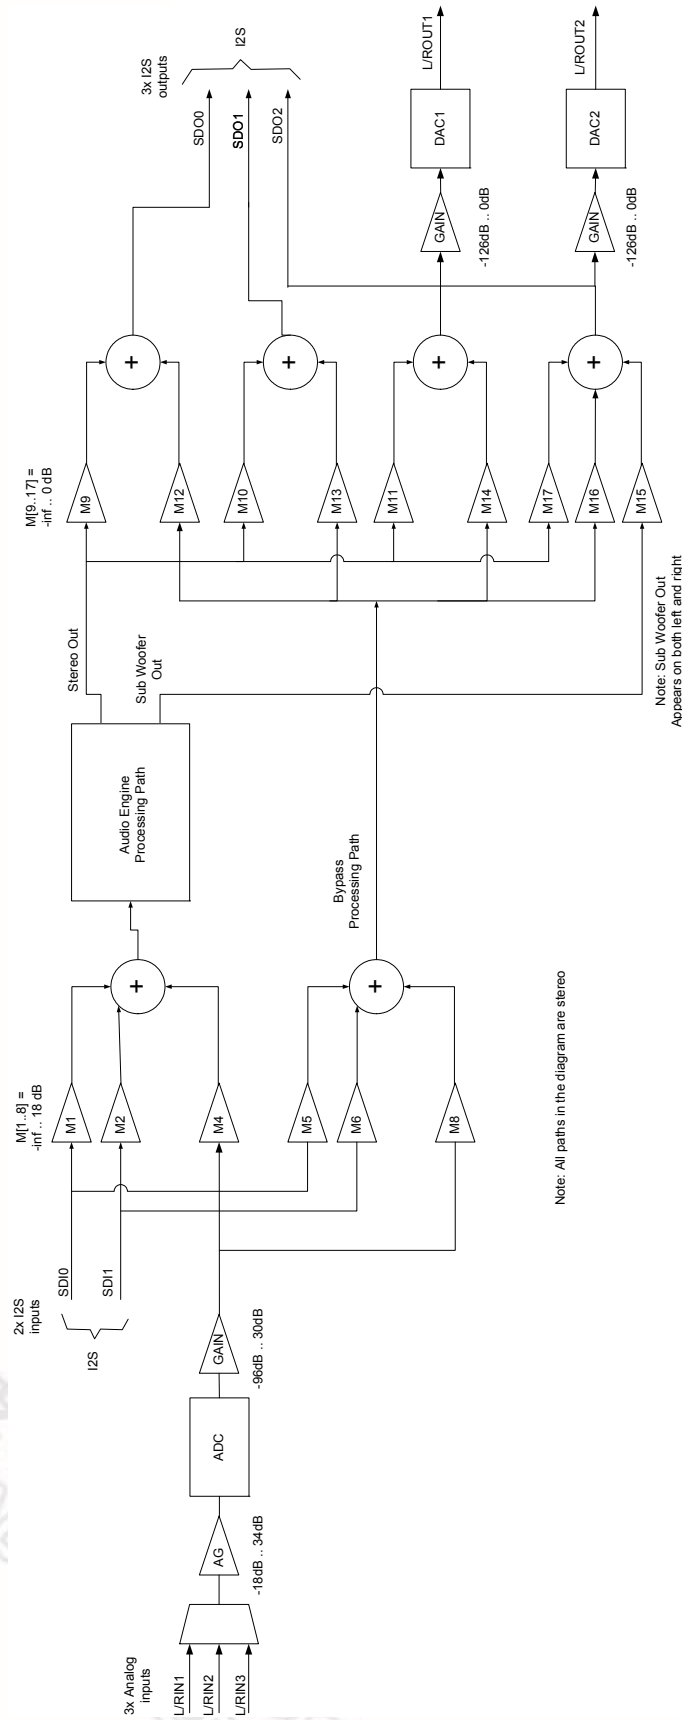 3x Analog
inputs
L/RIN1
L/RIN2
L/RIN3
AG
-18dB .. 34dB
ADC
GAIN
-96dB .. 30dB
2x I2S
inputs
I2S
SDI0
SDI1
M[1..8] =
-inf .. 18 dB
M1
M2
M4
M5
M6
M8
+
+
Audio Engine
Processing Path
Bypass
Processing Path
Stereo Out
Sub Woofer
Out
M[9..17] =
-inf .. 0 dB
M9
M12
M10
M13
M11
M14
M17
M16
M15
+
+
+
+
3x I2S
outputs
I2S
SDO0
SDO1
SDO2
GAIN
-126dB .. 0dB
DAC1
L/ROUT1
GAIN
-126dB .. 0dB
DAC2
L/ROUT2
Note: Sub Woofer Out
Appears on both left and right
Note: All paths in the diagram are stereo